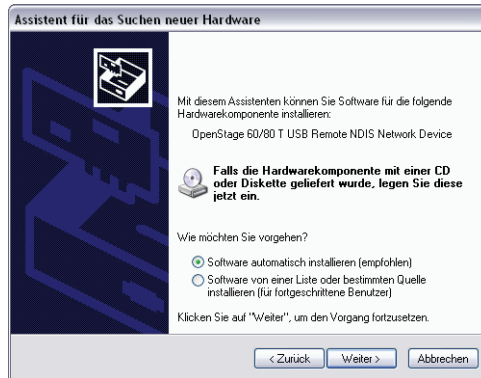 Assistent für das Suchen neuer Hardware
Mit diesem Assistenten können Sie Software für die folgende
Hardwarekomponente installieren:
OpenStage 60/80 T USB Remote NDIS Network Device
Falls die Hardwarekomponente mit einer CD
oder Diskette geliefert wurde, legen Sie diese
jetzt ein.
Wie möchten Sie vorgehen?
Software automatisch installieren (empfohlen)
Software von einer Liste oder bestimmten Quelle
installieren (für fortgeschrittene Benutzer)
Klicken Sie auf "Weiter", um den Vorgang fortzusetzen.
< Zurück Weiter > Abbrechen